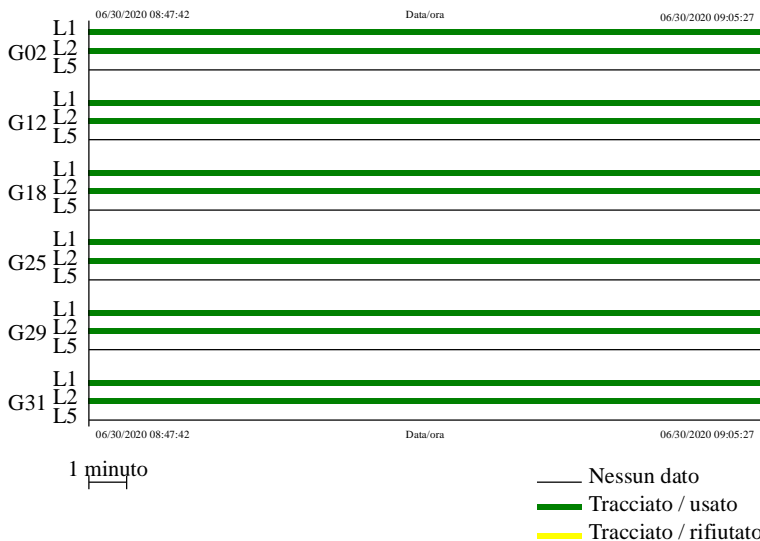 06/30/2020 08:47:42 Data/ora 06/30/2020 09:05:27
L1
G02 L2
L5
L1
G12 L2
L5
L1
G18 L2
L5
L1
G25 L2
L5
L1
G29 L2
L5
L1
G31 L2
L5
06/30/2020 08:47:42 Data/ora 06/30/2020 09:05:27
1 minuto
Nessun dato
Tracciato / usato
Tracciato / rifiutato